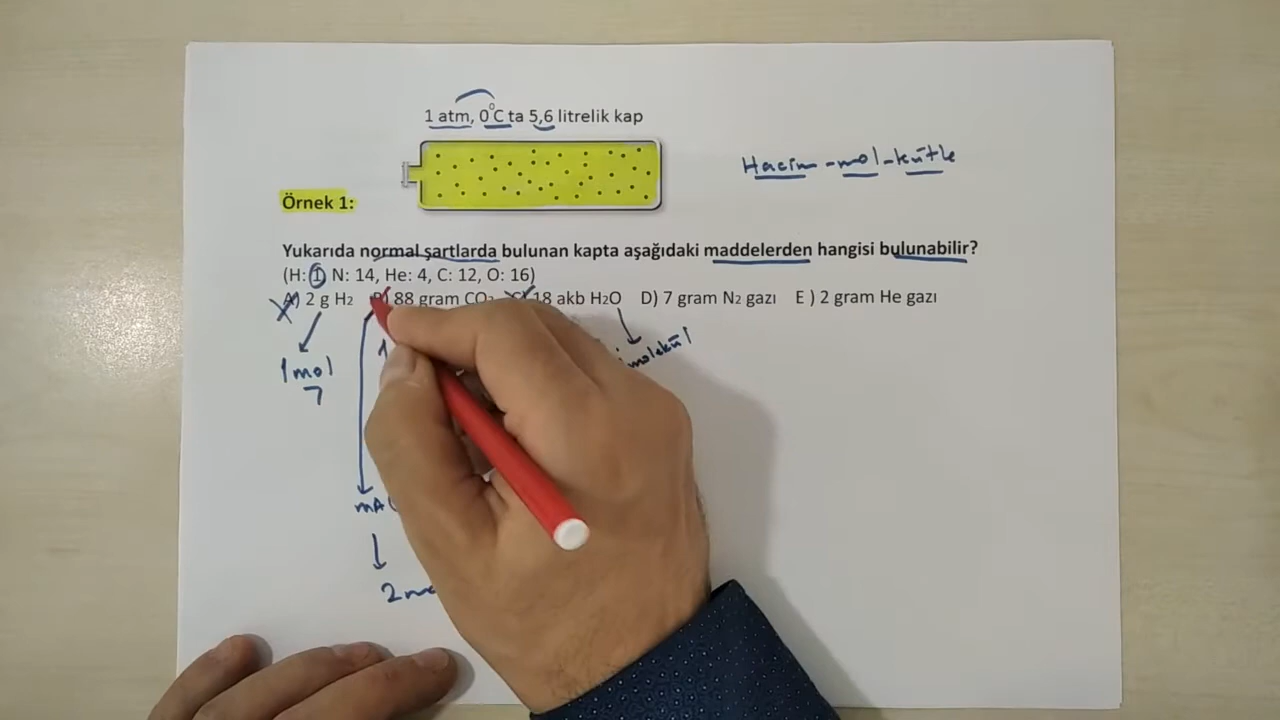 1 atm, 0°C ta 5,6 litrelik kap
Hacim-mol-kütle
Örnek 1:
Yukarıda normal şartlarda bulunan kapta aşağıdaki maddelerden hangisi bulunabilir?
(H: 1, N: 14, He: 4, C: 12, O: 16)
A) 2 g H₂ B) 88 gram CO₂ C) 18 akb H₂O D) 7 gram N₂ gazı E ) 2 gram He gazı
1mol
molekül